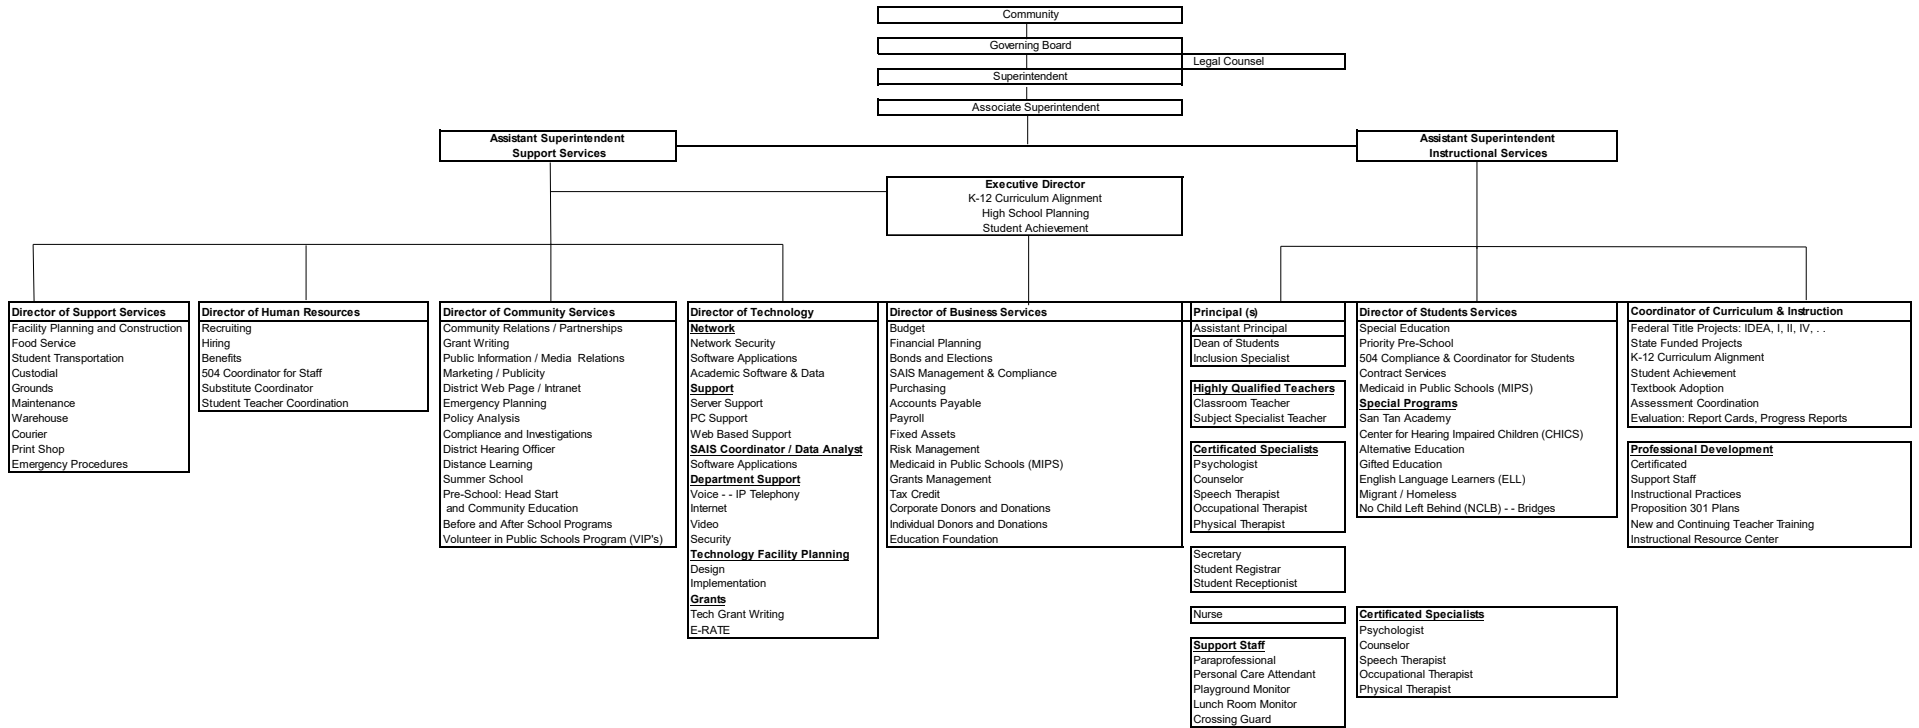 Community
Governing Board
Legal Counsel
Superintendent
Associate Superintendent
Assistant Superintendent
Support Services
Assistant Superintendent
Instructional Services
Executive Director
K-12 Curriculum Alignment
High School Planning
Student Achievement
Director of Support Services
Facility Planning and Construction
Food Service
Student Transportation
Custodial
Grounds
Maintenance
Warehouse
Courier
Print Shop
Emergency Procedures
Director of Human Resources
Recruiting
Hiring
Benefits
504 Coordinator for Staff
Substitute Coordinator
Student Teacher Coordination
Director of Community Services
Community Relations / Partnerships
Grant Writing
Public Information / Media Relations
Marketing / Publicity
District Web Page / Intranet
Emergency Planning
Policy Analysis
Compliance and Investigations
District Hearing Officer
Distance Learning
Summer School
Pre-School: Head Start
and Community Education
Before and After School Programs
Volunteer in Public Schools Program (VIP's)
Director of Technology
Network
Network Security
Software Applications
Academic Software & Data
Support
Server Support
PC Support
Web Based Support
SAIS Coordinator / Data Analyst
Software Applications
Department Support
Voice - - IP Telephony
Internet
Video
Security
Technology Facility Planning
Design
Implementation
Grants
Tech Grant Writing
E-RATE
Director of Business Services
Budget
Financial Planning
Bonds and Elections
SAIS Management & Compliance
Purchasing
Accounts Payable
Payroll
Fixed Assets
Risk Management
Medicaid in Public Schools (MIPS)
Grants Management
Tax Credit
Corporate Donors and Donations
Individual Donors and Donations
Education Foundation
Principal (s)
Assistant Principal
Dean of Students
Inclusion Specialist
Highly Qualified Teachers
Classroom Teacher
Subject Specialist Teacher
Certificated Specialists
Psychologist
Counselor
Speech Therapist
Occupational Therapist
Physical Therapist
Secretary
Student Registrar
Student Receptionist
Nurse
Support Staff
Paraprofessional
Personal Care Attendant
Playground Monitor
Lunch Room Monitor
Crossing Guard
Director of Students Services
Special Education
Priority Pre-School
504 Compliance & Coordinator for Students
Contract Services
Medicaid in Public Schools (MIPS)
Special Programs
San Tan Academy
Center for Hearing Impaired Children (CHICS)
Alternative Education
Gifted Education
English Language Learners (ELL)
Migrant / Homeless
No Child Left Behind (NCLB) - - Bridges
Certificated Specialists
Psychologist
Counselor
Speech Therapist
Occupational Therapist
Physical Therapist
Coordinator of Curriculum & Instruction
Federal Title Projects: IDEA, I, II, IV, . .
State Funded Projects
K-12 Curriculum Alignment
Student Achievement
Textbook Adoption
Assessment Coordination
Evaluation: Report Cards, Progress Reports
Professional Development
Certificated
Support Staff
Instructional Practices
Proposition 301 Plans
New and Continuing Teacher Training
Instructional Resource Center